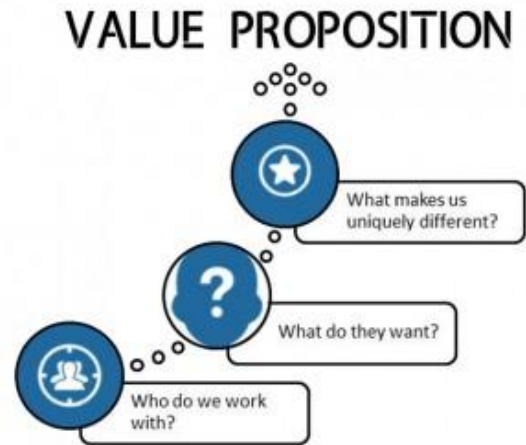 VALUE PROPOSITION
What makes us
uniquely different?
?
What do they want?
Who do we work
with?